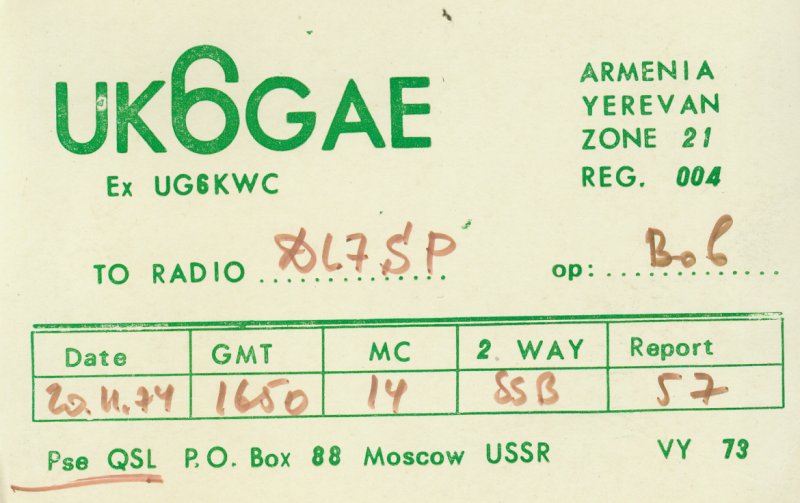 UK6GAE
Ex UG6KWC
ARMENIA
YEREVAN
ZONE 21
REG. 004
TO RADIO DL7SP op: Bob
Date GMT MC 2 WAY Report
20.11.74 1650 14 SSB 57
Pse QSL P.O. Box 88 Moscow USSR VY 73